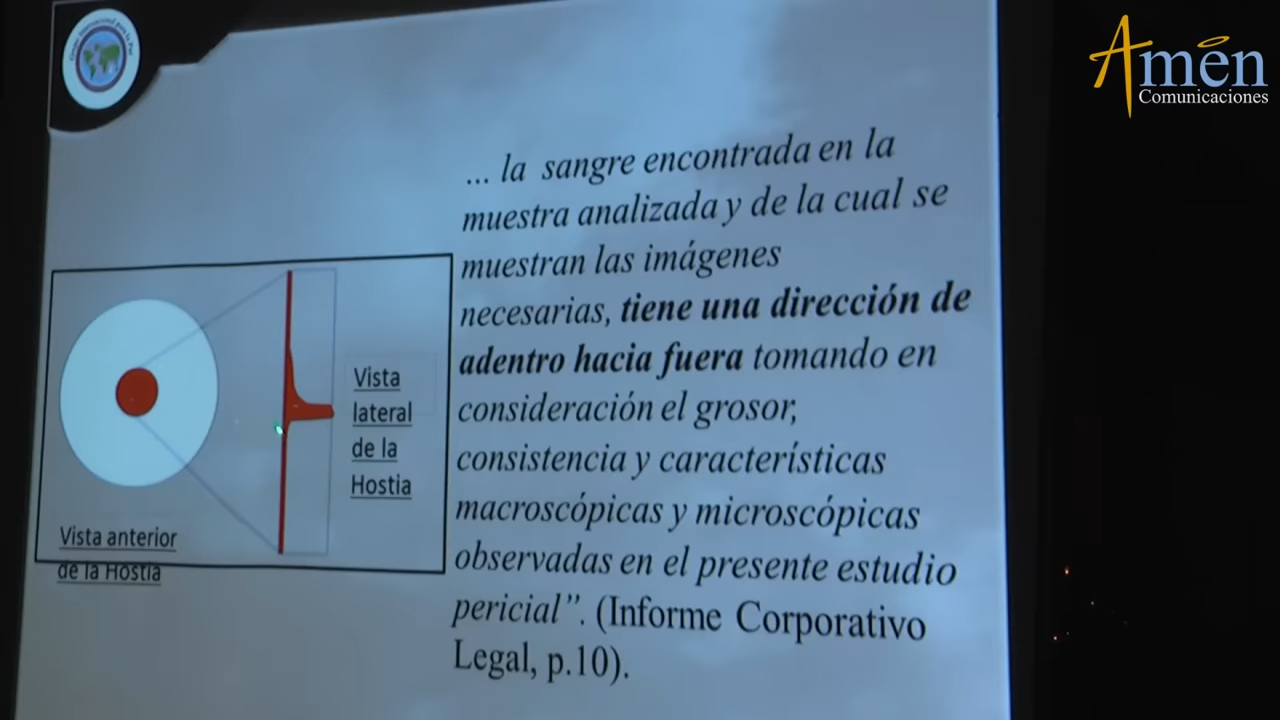 Amén
Comunicaciones
... la sangre encontrada en la
muestra analizada y de la cual se
muestran las imágenes
necesarias, tiene una dirección de
adentro hacia fuera tomando en
consideración el grosor,
consistencia y características
macroscópicas y microscópicas
observadas en el presente estudio
pericial”. (Informe Corporativo
Legal, p.10).
Vista
lateral
de la
Hostia
Vista anterior
de la Hostia